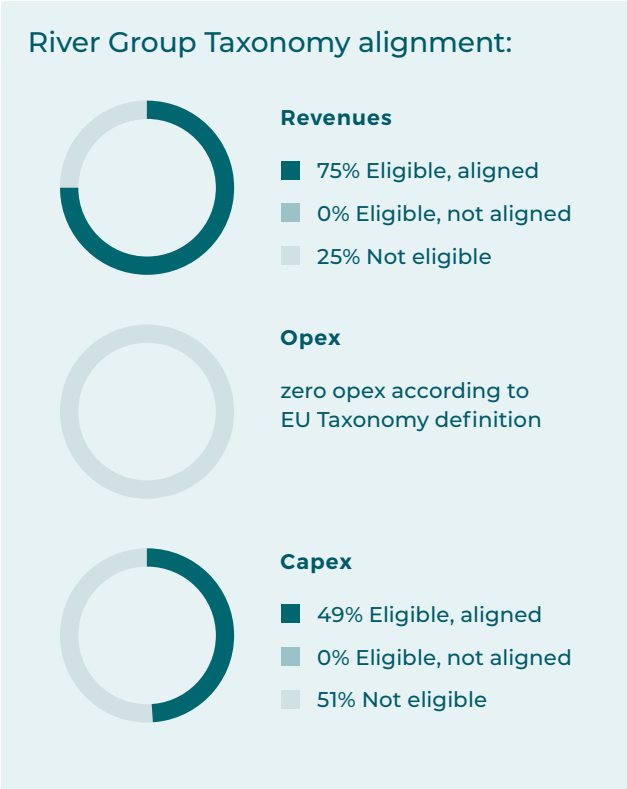 River Group Taxonomy alignment:
Revenues
75% Eligible, aligned
0% Eligible, not aligned
25% Not eligible
Opex
zero opex according to
EU Taxonomy definition
Capex
49% Eligible, aligned
0% Eligible, not aligned
51% Not eligible